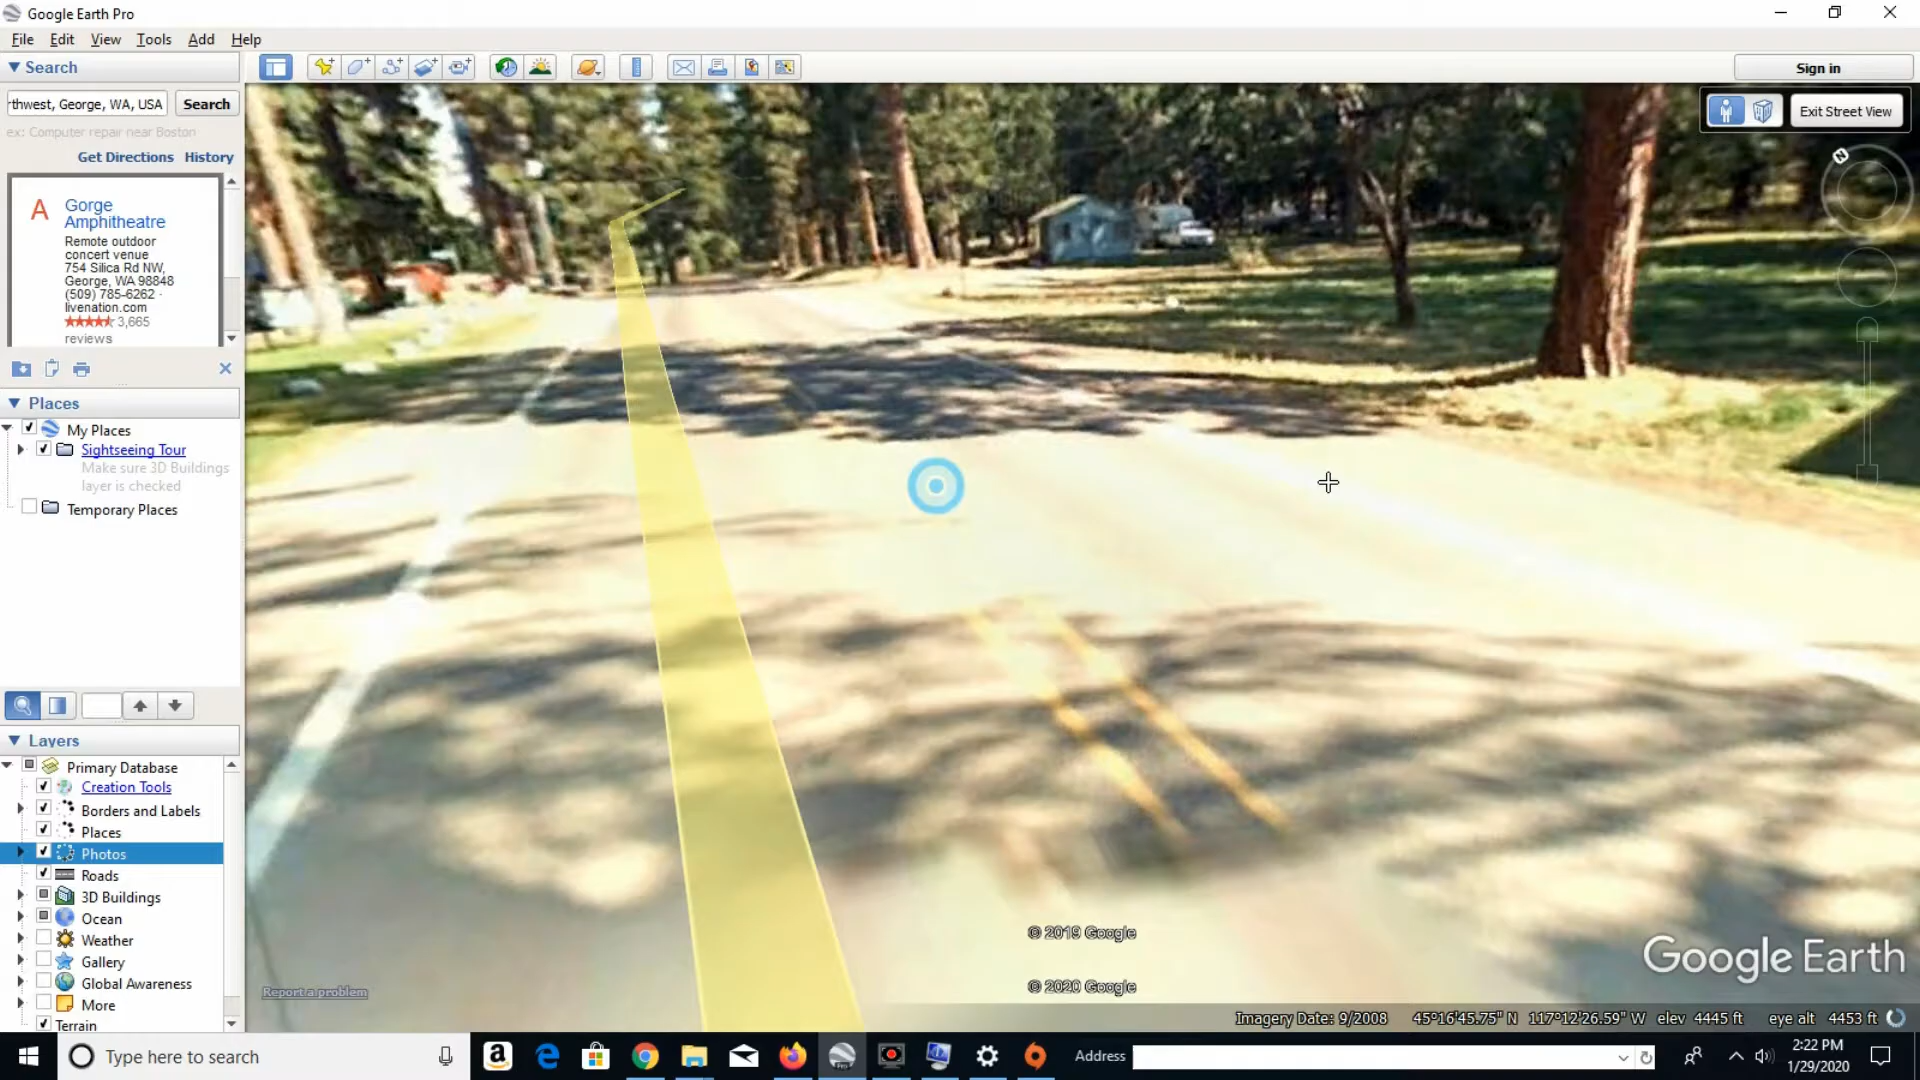 Google Earth Pro
File Edit View Tools Add Help
Search
Sign in
rthwest, George, WA, USA Search
Exit Street View
ex: Computer repair near Boston
Get Directions History
A Gorge
Amphitheatre
Remote outdoor
concert venue
754 Silica Rd NW,
George, WA 98848
(509) 785-6262 ·
livenation.com
3,665
reviews
Places
My Places
Sightseeing Tour
Make sure 3D Buildings
layer is checked
Temporary Places
Layers
Primary Database
Creation Tools
Borders and Labels
Places
Photos
Roads
3D Buildings
Ocean
Weather
Gallery
Global Awareness
More
Terrain
N
© 2019 Google
© 2020 Google
Google Earth
Report a problem
Imagery Date: 9/2008 45°16'45.75" N 117°12'26.59" W elev 4445 ft eye alt 4453 ft
Type here to search
Address
2:22 PM
1/29/2020